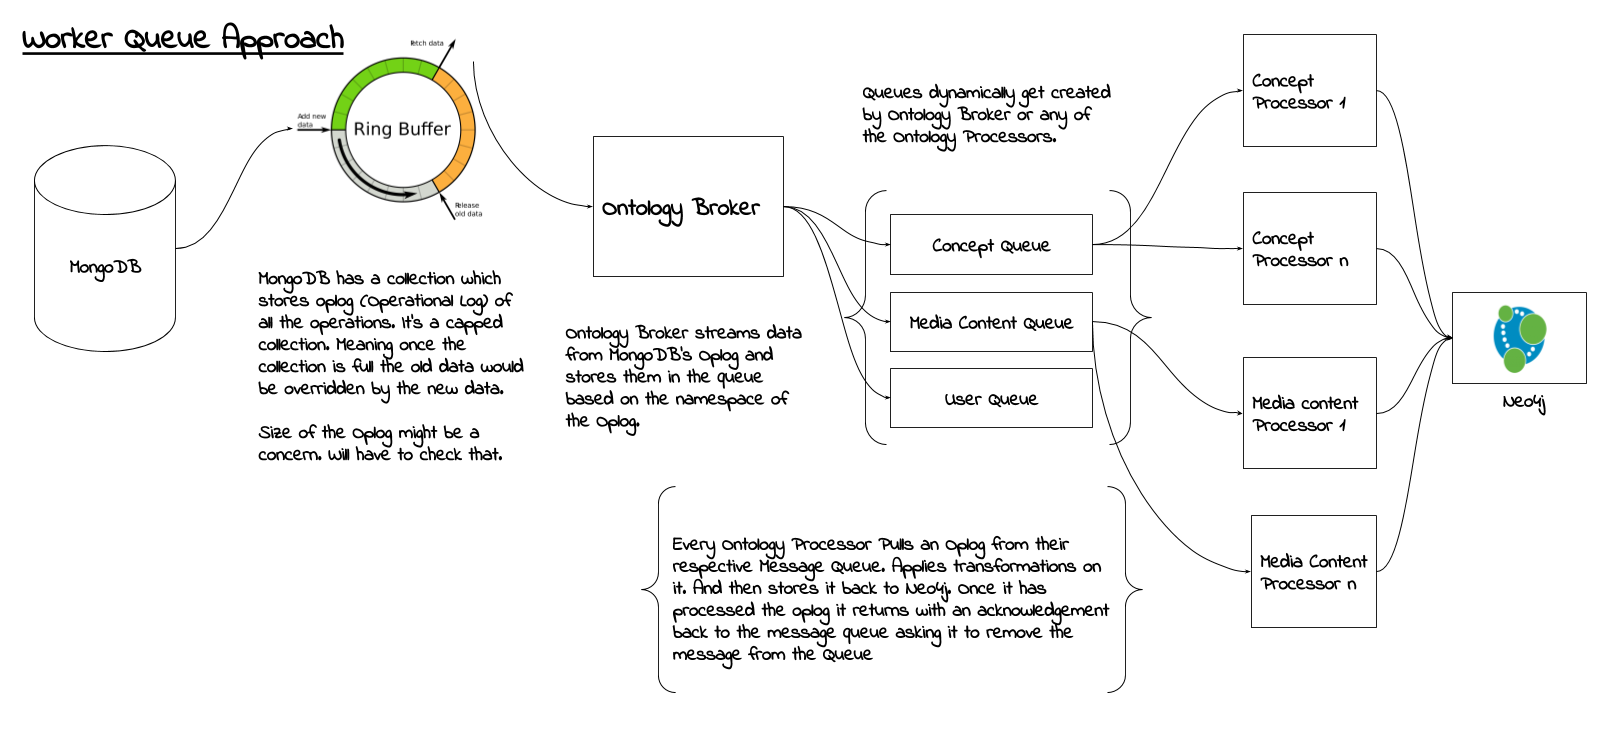 Worker Queue Approach
Fetch data
Add new
data
Ring Buffer
Release
old data
MongoDB
MongoDB has a collection which
stores oplog (Operational Log) of
all the operations. It's a capped
collection. Meaning once the
collection is full the old data would
be overridden by the new data.
Size of the Oplog might be a
concern. Will have to check that.
Ontology Broker
Ontology Broker streams data
from MongoDB's Oplog and
stores them in the queue
based on the namespace of
the Oplog.
Queues dynamically get created
by Ontology Broker or any of
the Ontology Processors.
Concept Queue
Media Content Queue
User Queue
Every Ontology Processor Pulls an Oplog from their
respective Message Queue. Applies transformations on
it. And then stores it back to Neo4j. Once it has
processed the oplog it returns with an acknowledgement
back to the message queue asking it to remove the
message from the Queue
Concept
Processor 1
Concept
Processor n
Media content
Processor 1
Media Content
Processor n
Neo4j